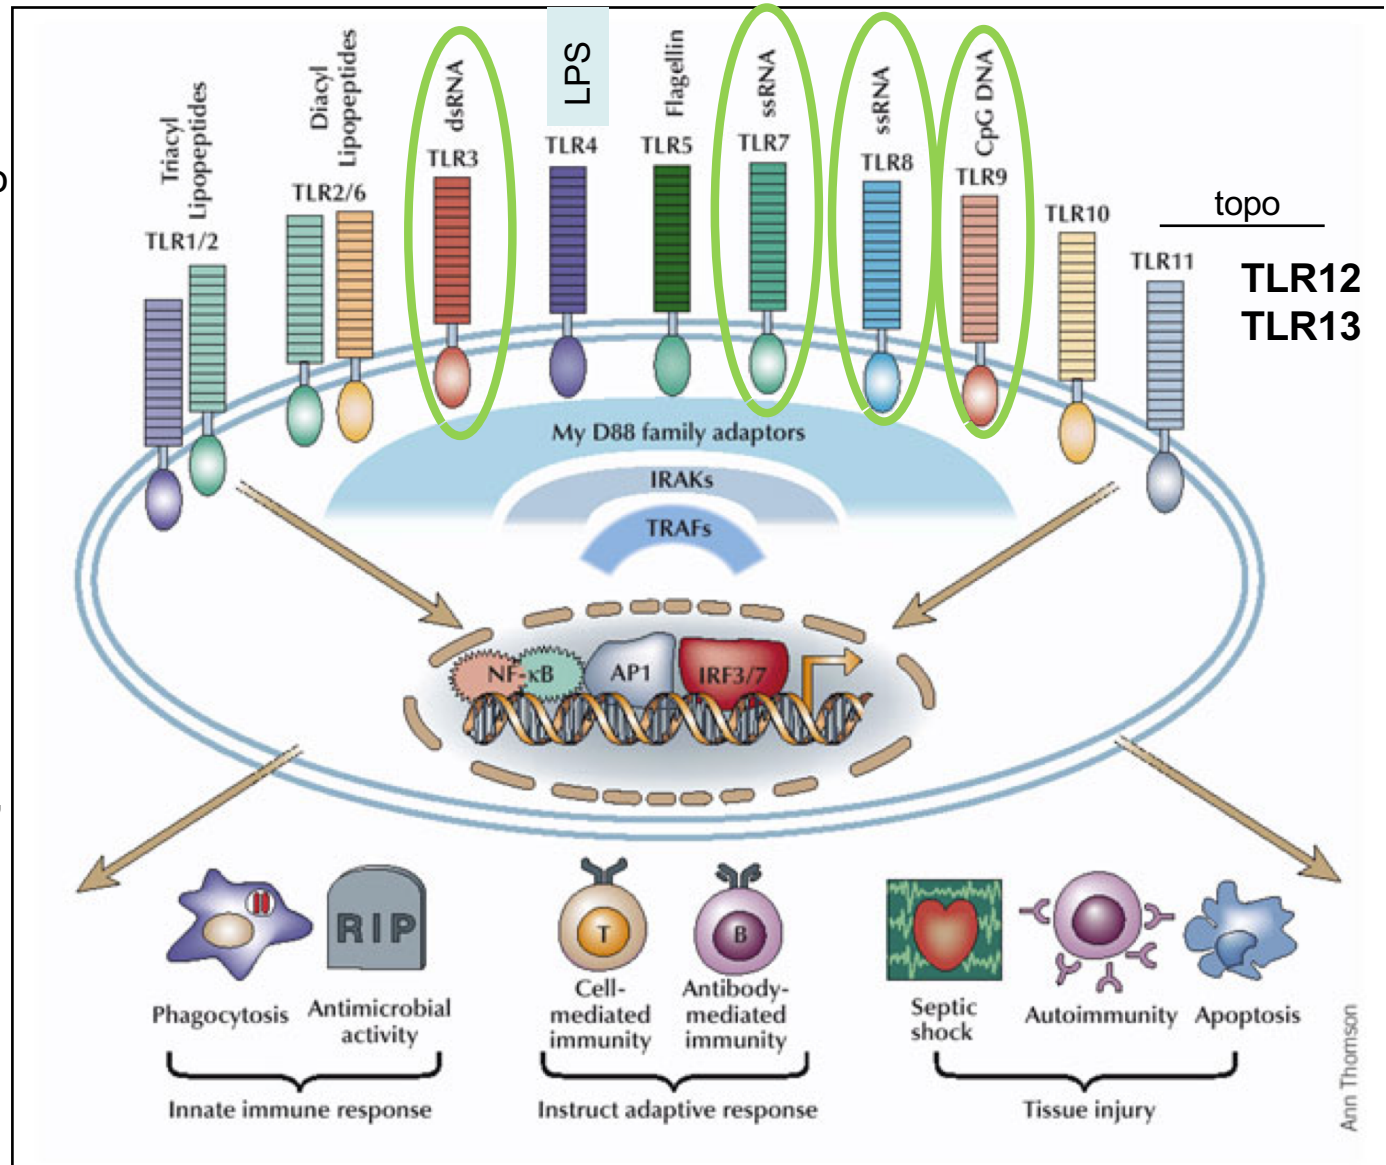 Triacyl
Lipopeptides
Diacyl
Lipopeptides
dsRNA
LPS
Flagellin
ssRNA
ssRNA
CpG DNA
TLR1/2
TLR2/6
TLR3
TLR4
TLR5
TLR7
TLR8
TLR9
TLR10
TLR11
topo
TLR12
TLR13
My D88 family adaptors
IRAKs
TRAFs
NF-κB
AP1
IRF3/7
RIP
T
B
Phagocytosis
Antimicrobial
activity
Cell-
mediated
immunity
Antibody-
mediated
immunity
Septic
shock
Autoimmunity
Apoptosis
Innate immune response
Instruct adaptive response
Tissue injury
Ann Thomson